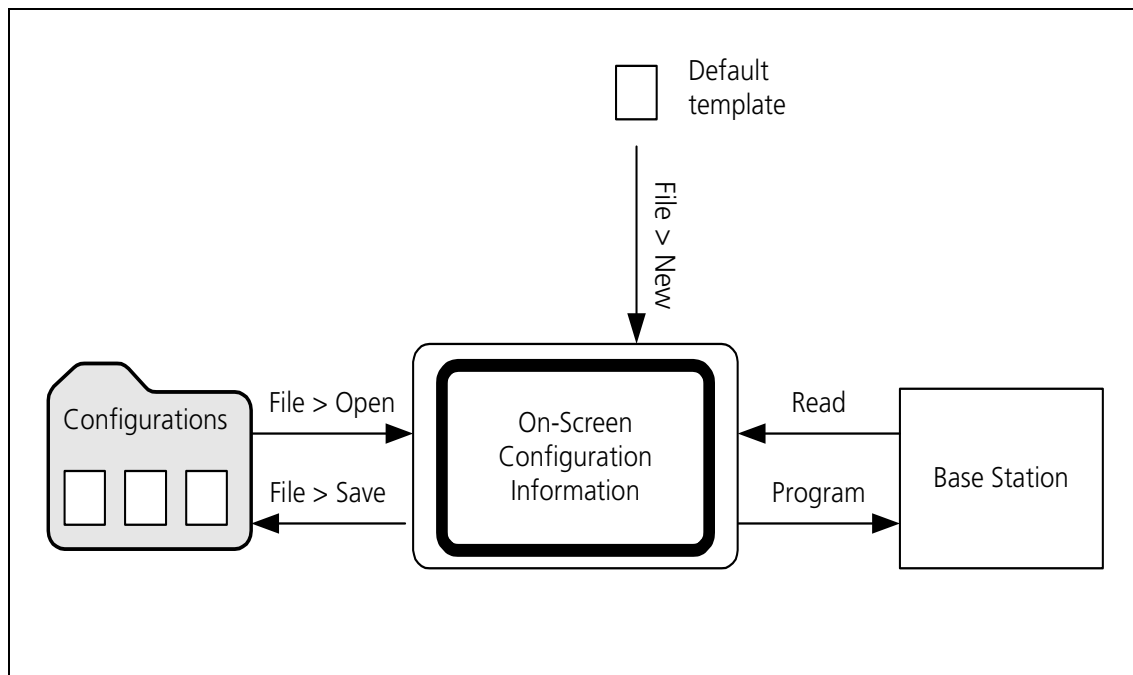 Default
template
File > New
Configurations
File > Open
File > Save
On-Screen
Configuration
Information
Read
Program
Base Station